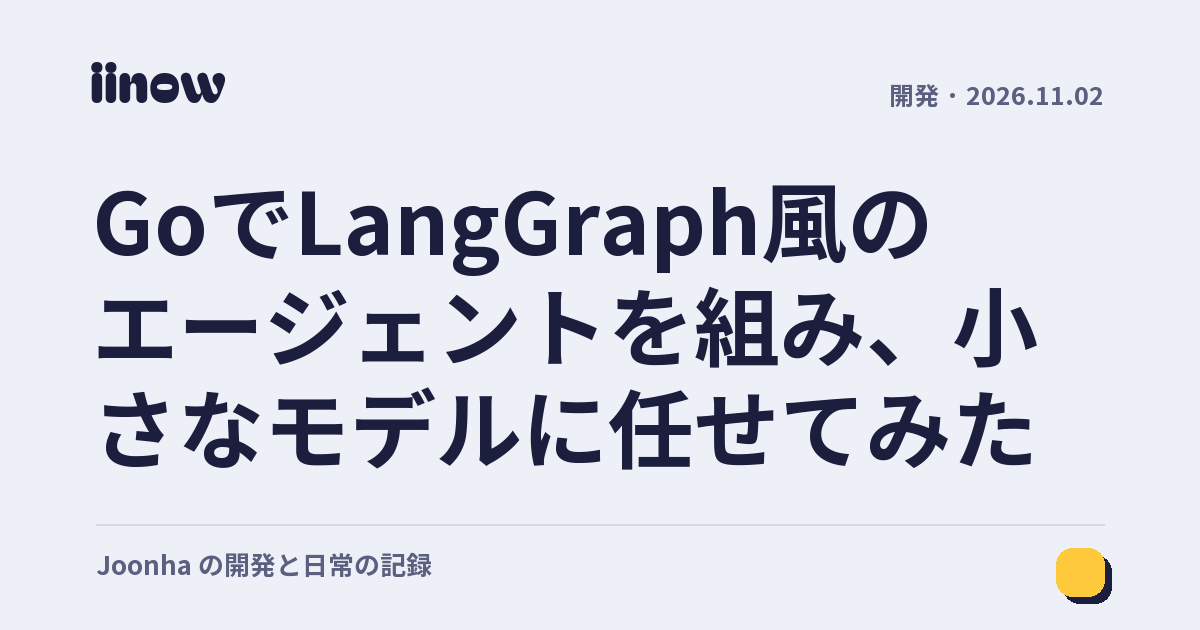 iinow
開発・2026.11.02
GoでLangGraph風の
エージェントを組み、小
さなモデルに任せてみた
Joonha の開発と日常の記録